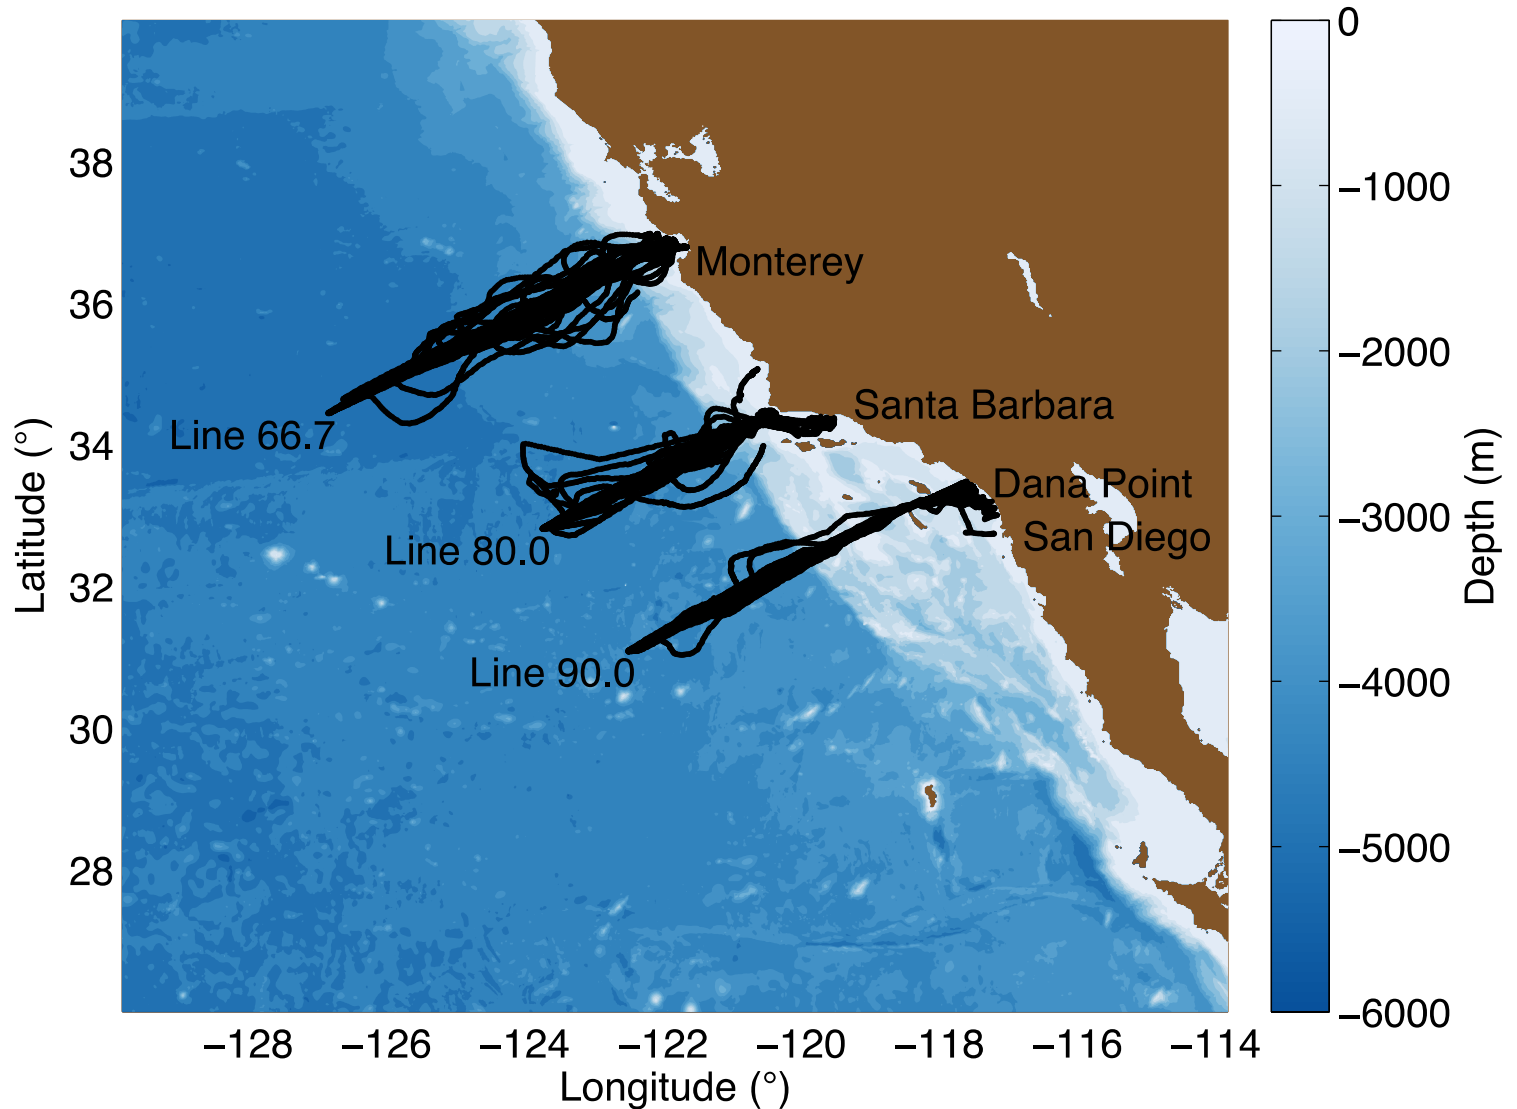 Latitude (°)
38
36
34
32
30
28
Monterey
Line 66.7
Santa Barbara
Line 80.0
Dana Point
San Diego
Line 90.0
−128 −126 −124 −122 −120 −118 −116 −114
Longitude (°)
0
−1000
−2000
−3000
−4000
−5000
−6000
Depth (m)